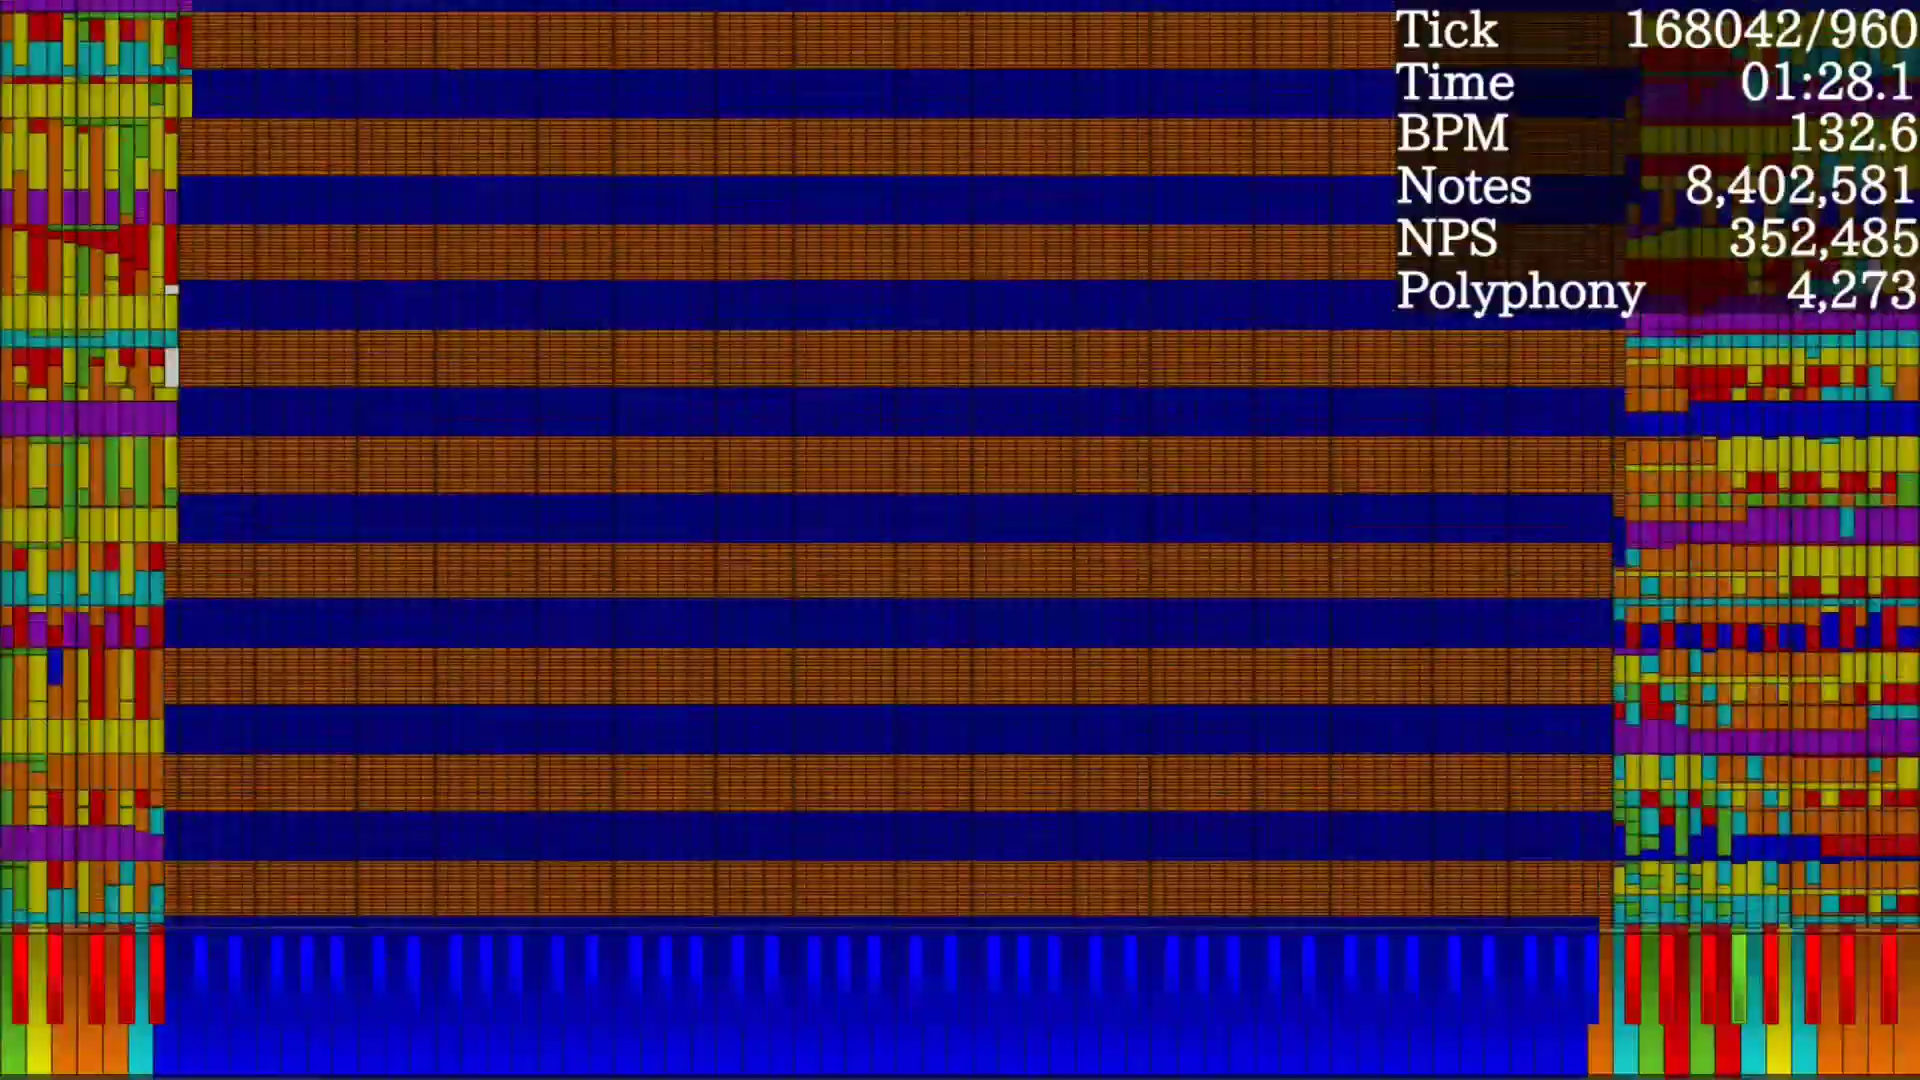 Tick 168042/960
Time 01:28.1
BPM 132.6
Notes 8,402,581
NPS 352,485
Polyphony 4,273